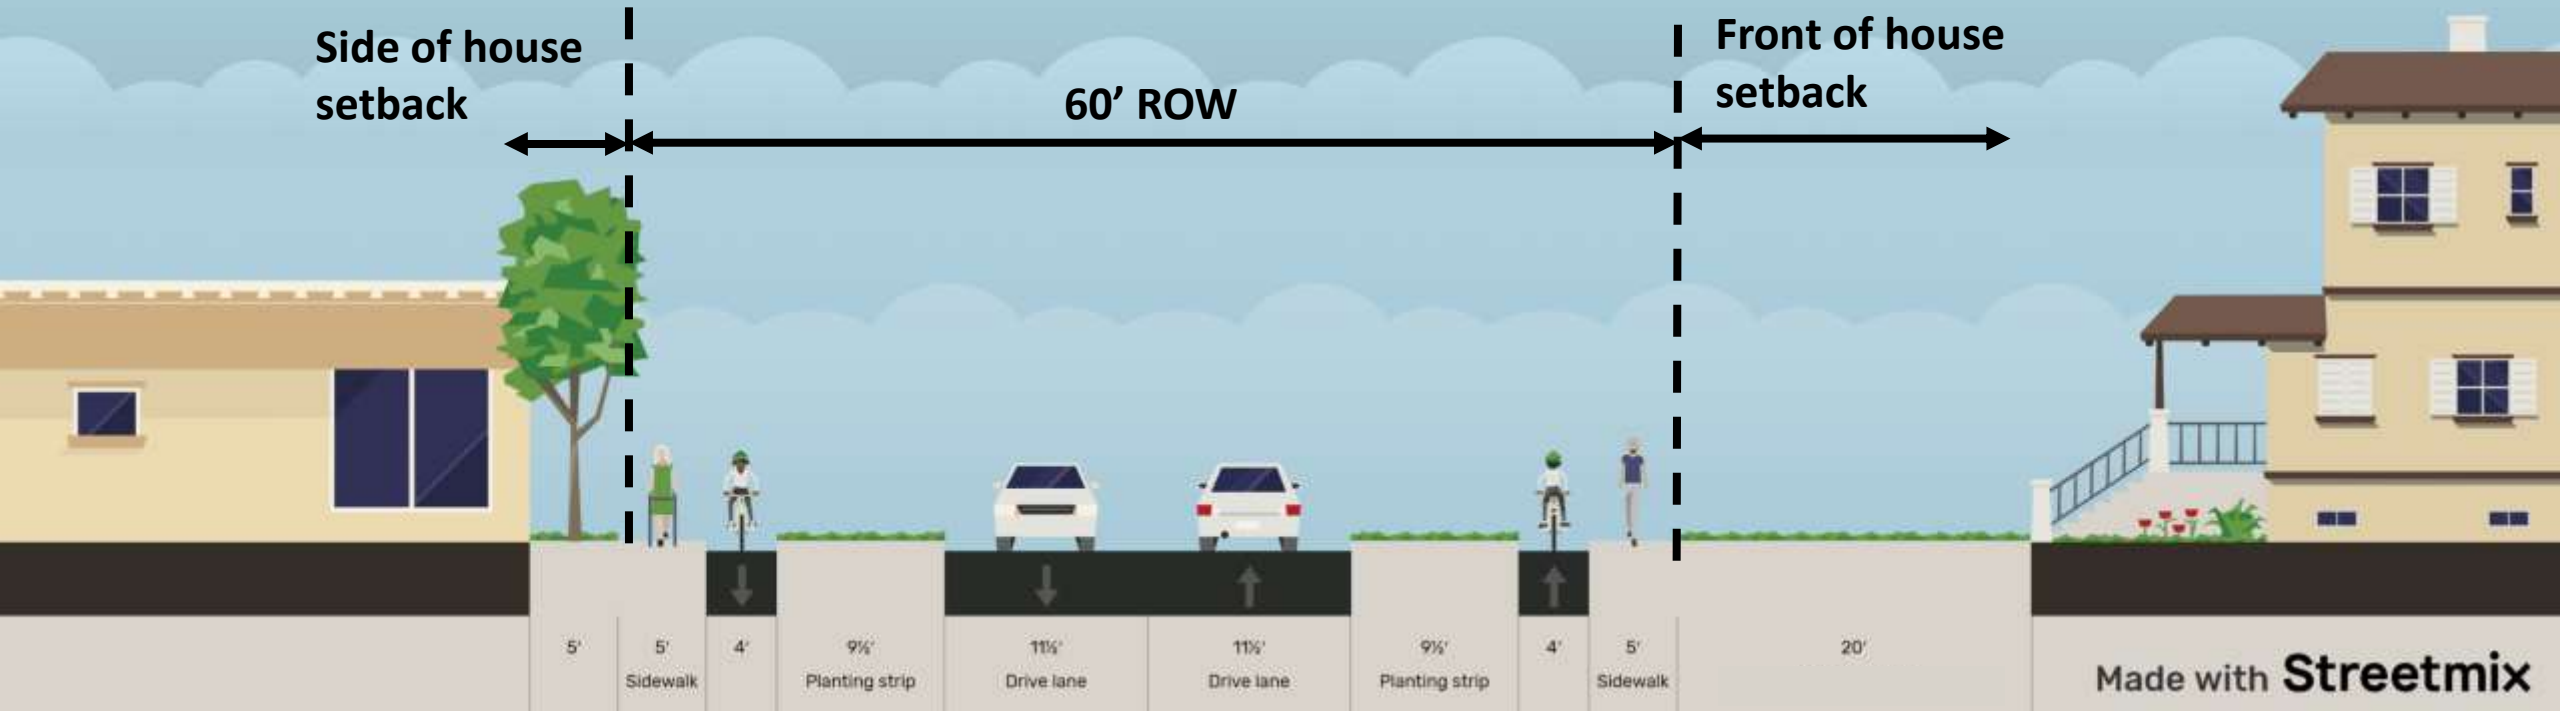 Side of house
setback
60’ ROW
Front of house
setback
5'
5'
4'
9½'
11½'
11½'
9½'
4'
5'
20'
Sidewalk
Planting strip
Drive lane
Drive lane
Planting strip
Sidewalk
Made with Streetmix